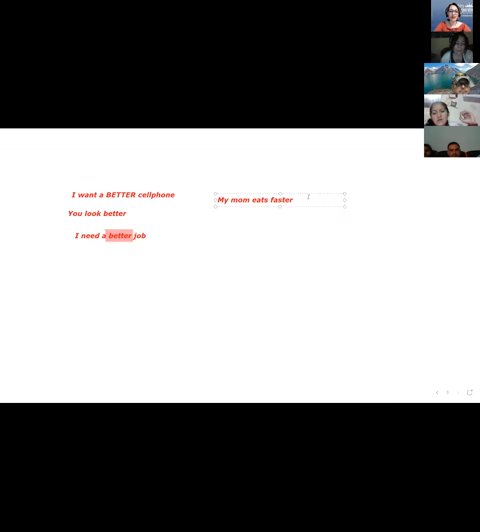 I want a BETTER cellphone
My mom eats faster
You look better
I need a better job